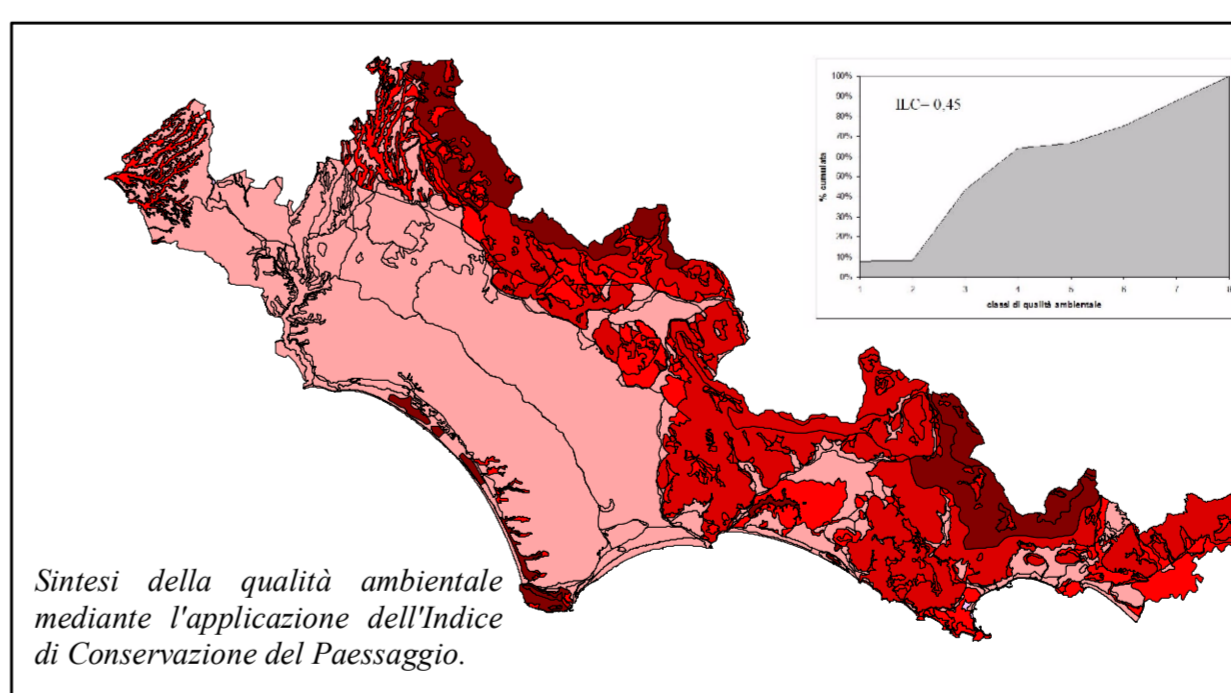 100%
90%
80%
70%
60%
50%
40%
30%
20%
10%
0%
% cumulata
ILC= 0,45
1 2 3 4 5 6 7 8
classi di qualità ambientale
Sintesi della qualità ambientale
mediante l'applicazione dell'Indice
di Conservazione del Paessaggio.